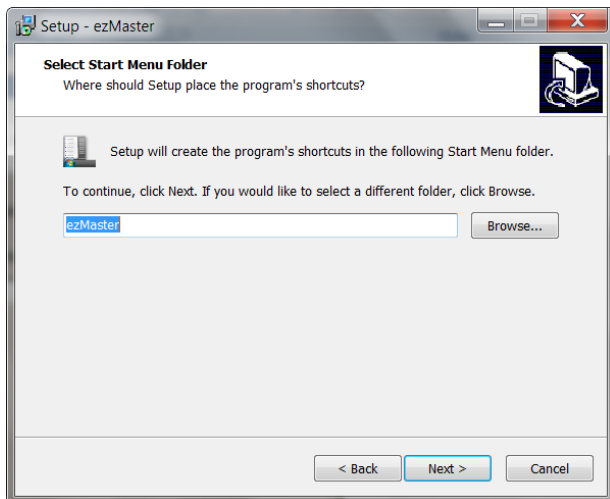 Setup - ezMaster
Select Start Menu Folder
Where should Setup place the program's shortcuts?
Setup will create the program's shortcuts in the following Start Menu folder.
To continue, click Next. If you would like to select a different folder, click Browse.
ezMaster
Browse...
< Back
Next >
Cancel